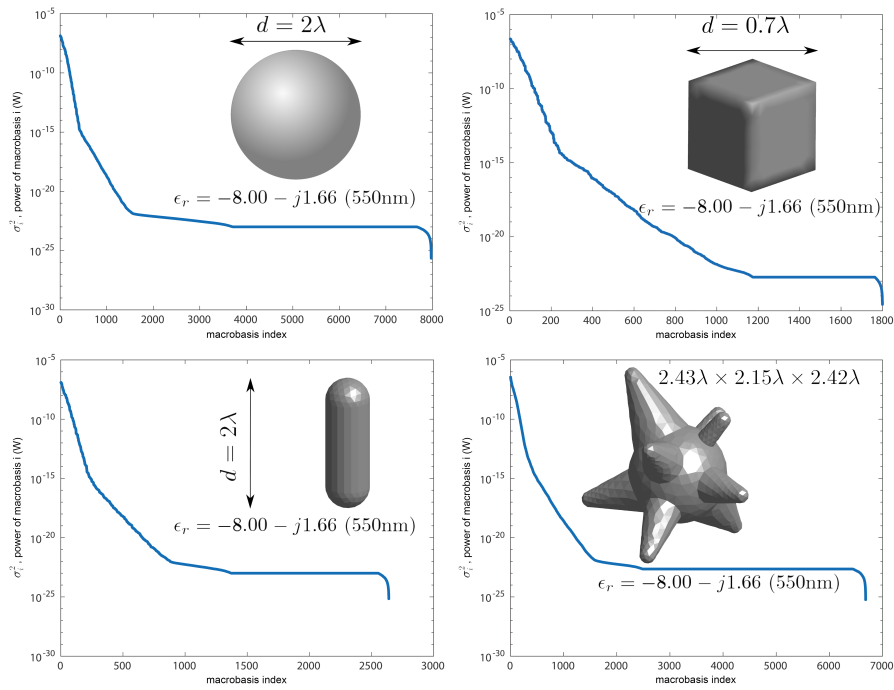 10^-5
10^-10
10^-15
10^-20
10^-25
10^-30
0 1000 2000 3000 4000 5000 6000 7000 8000
macrobasis index
σ_i^2 , power of macrobasis i (W)
d = 2λ
ϵ_r = −8.00 − j1.66 (550nm)
10^-5
10^-10
10^-15
10^-20
10^-25
0 200 400 600 800 1000 1200 1400 1600 1800
macrobasis index
σ_i^2 , power of macrobasis i (W)
d = 0.7λ
ϵ_r = −8.00 − j1.66 (550nm)
10^-5
10^-10
10^-15
10^-20
10^-25
10^-30
0 500 1000 1500 2000 2500 3000
macrobasis index
σ_i^2 , power of macrobasis i (W)
d = 2λ
ϵ_r = −8.00 − j1.66 (550nm)
10^-5
10^-10
10^-15
10^-20
10^-25
10^-30
0 1000 2000 3000 4000 5000 6000 7000
macrobasis index
σ_i^2 , power of macrobasis i (W)
2.43λ × 2.15λ × 2.42λ
ϵ_r = −8.00 − j1.66 (550nm)